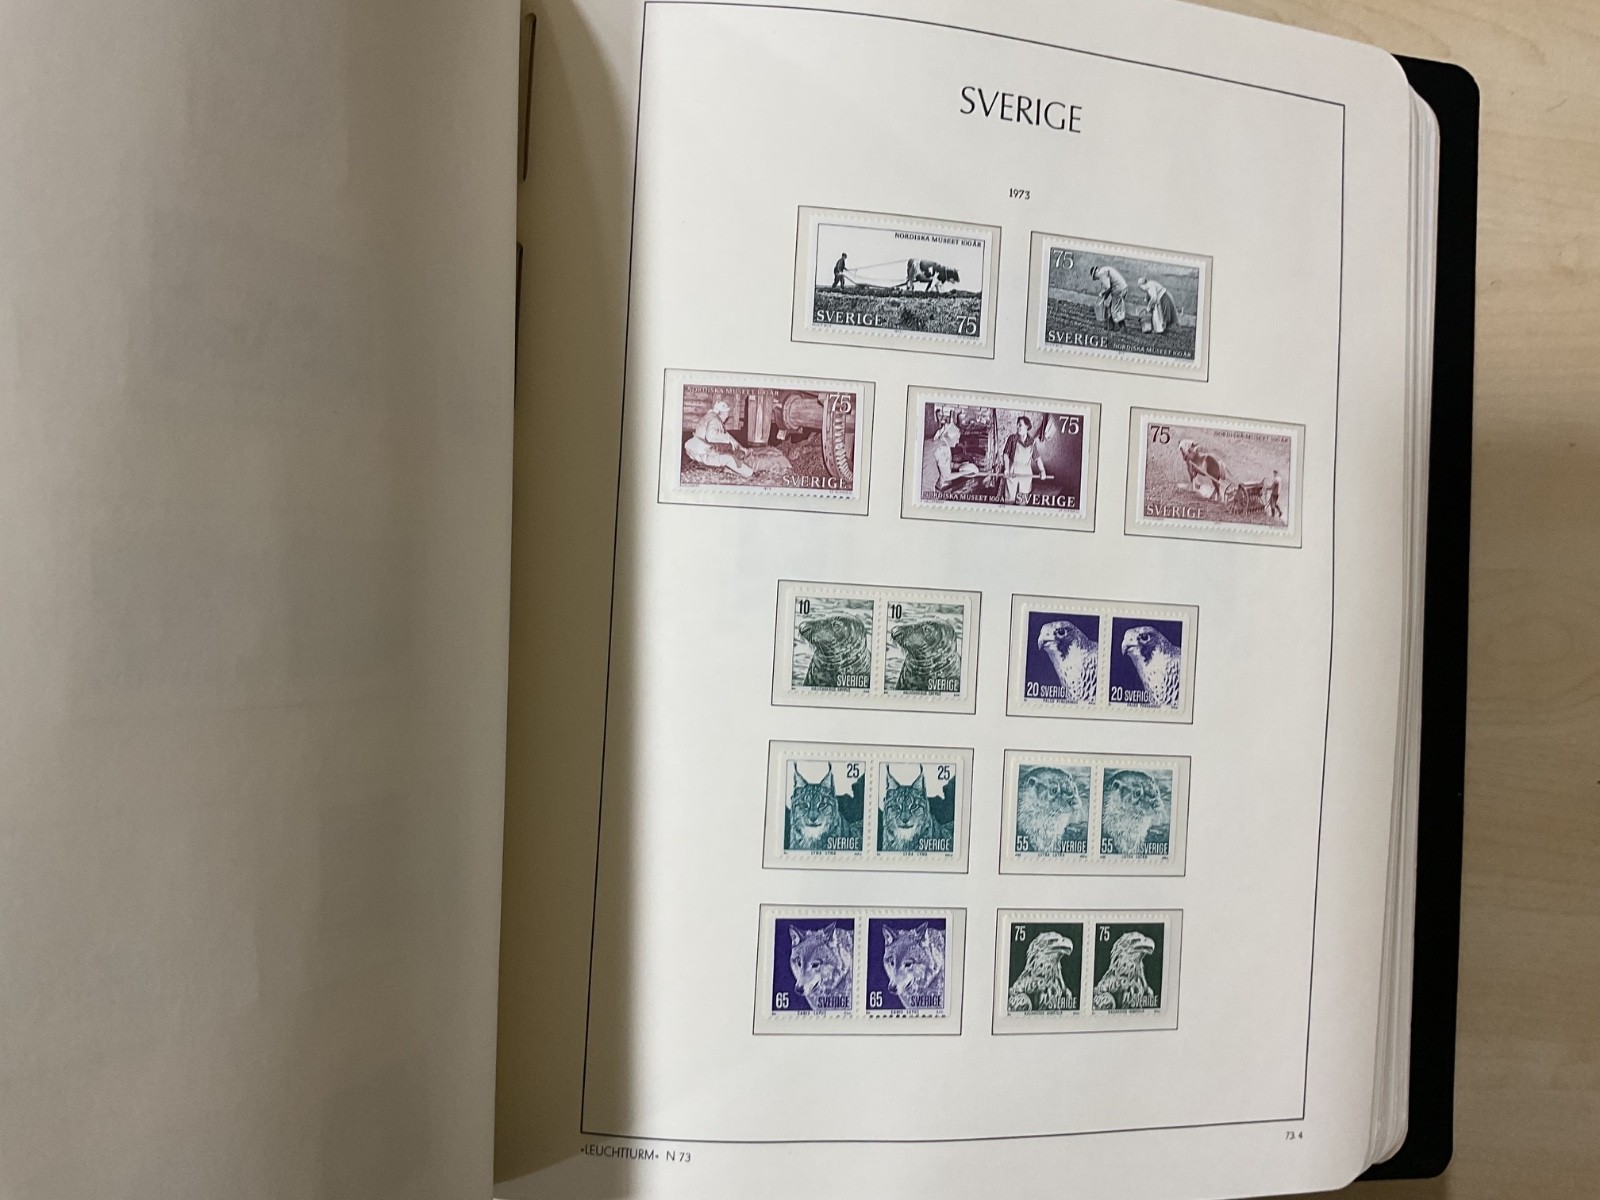 SVERIGE
1973
NORDISKA MUSEET 100 ÅR
SVERIGE 75
75
SVERIGE
NORDISKA MUSEET 100 ÅR
NORDISKA MUSEET 100 ÅR
75
SVERIGE
75
NORDISKA MUSEET 100 ÅR SVERIGE
75 NORDISKA MUSEET 100 ÅR
SVERIGE
10 10
SVERIGE SVERIGE
20 SVERIGE 20 SVERIGE
25 25
SVERIGE SVERIGE
55 SVERIGE 55 SVERIGE
65 SVERIGE 65 SVERIGE
75 75
SVERIGE SVERIGE
•LEUCHTTURM• N 73
73.4